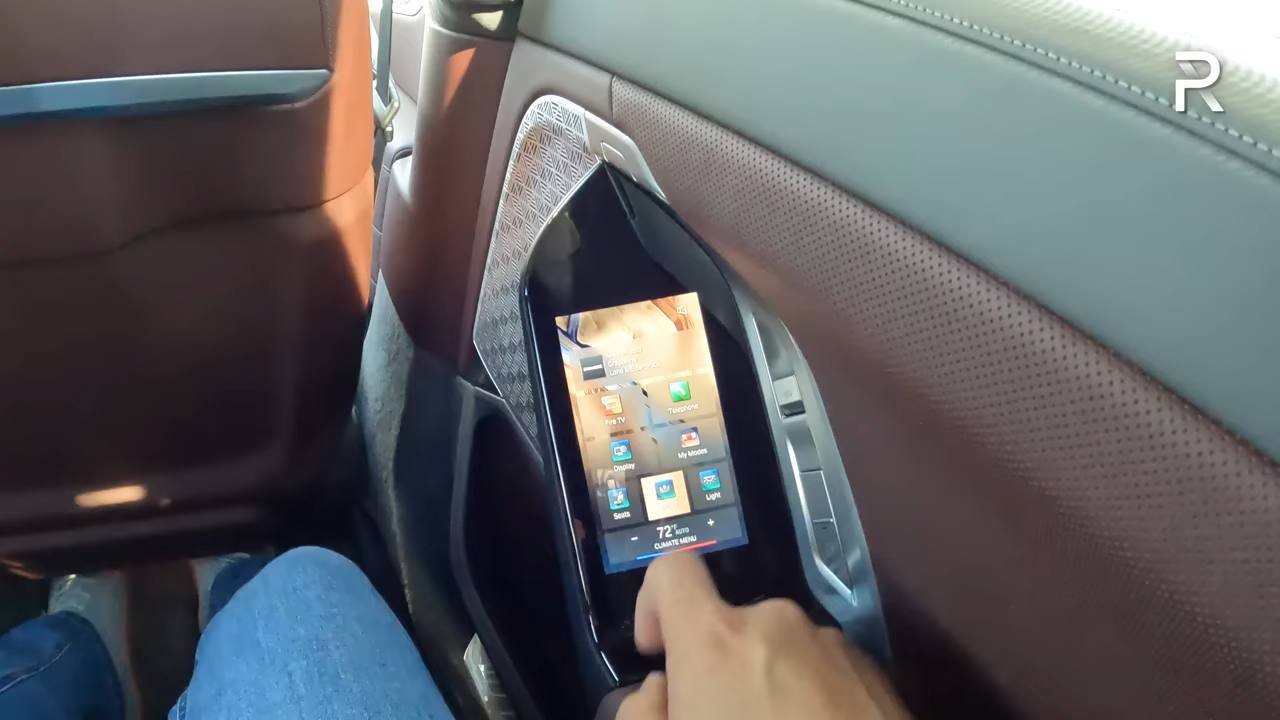 Fire TV
Telephone
Display
My Modes
Seats
Light
- 72°F AUTO +
CLIMATE MENU